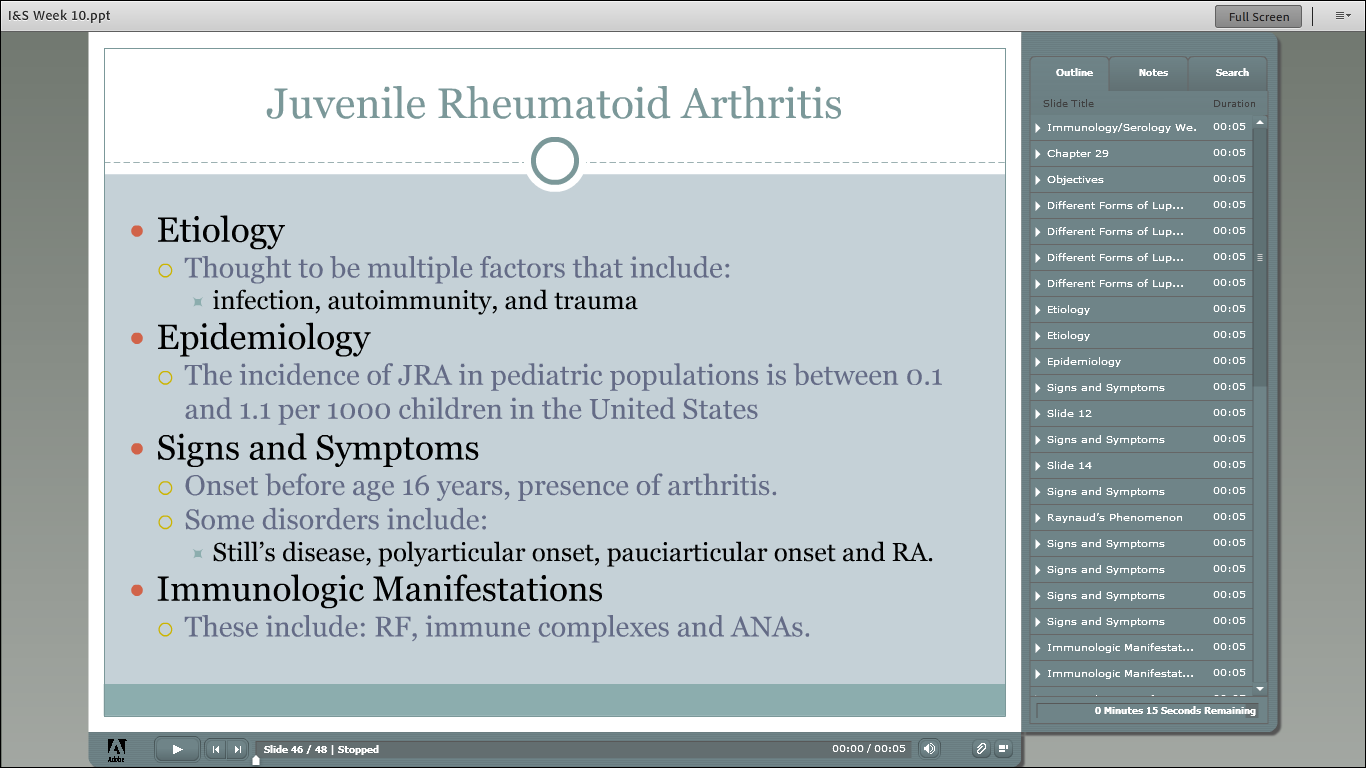 I&S Week 10.ppt
Full Screen
Juvenile Rheumatoid Arthritis
Etiology
Thought to be multiple factors that include:
infection, autoimmunity, and trauma
Epidemiology
The incidence of JRA in pediatric populations is between 0.1
and 1.1 per 1000 children in the United States
Signs and Symptoms
Onset before age 16 years, presence of arthritis.
Some disorders include:
Still's disease, polyarticular onset, pauciarticular onset and RA.
Immunologic Manifestations
These include: RF, immune complexes and ANAs.
Outline Notes Search
Slide Title Duration
Immunology/Serology We. 00:05
Chapter 29 00:05
Objectives 00:05
Different Forms of Lup... 00:05
Different Forms of Lup... 00:05
Different Forms of Lup... 00:05
Different Forms of Lup... 00:05
Etiology 00:05
Etiology 00:05
Epidemiology 00:05
Signs and Symptoms 00:05
Slide 12 00:05
Signs and Symptoms 00:05
Slide 14 00:05
Signs and Symptoms 00:05
Raynaud's Phenomenon 00:05
Signs and Symptoms 00:05
Signs and Symptoms 00:05
Signs and Symptoms 00:05
Signs and Symptoms 00:05
Immunologic Manifestat... 00:05
Immunologic Manifestat... 00:05
0 Minutes 15 Seconds Remaining
Adobe
Slide 46 / 48 | Stopped 00:00 / 00:05